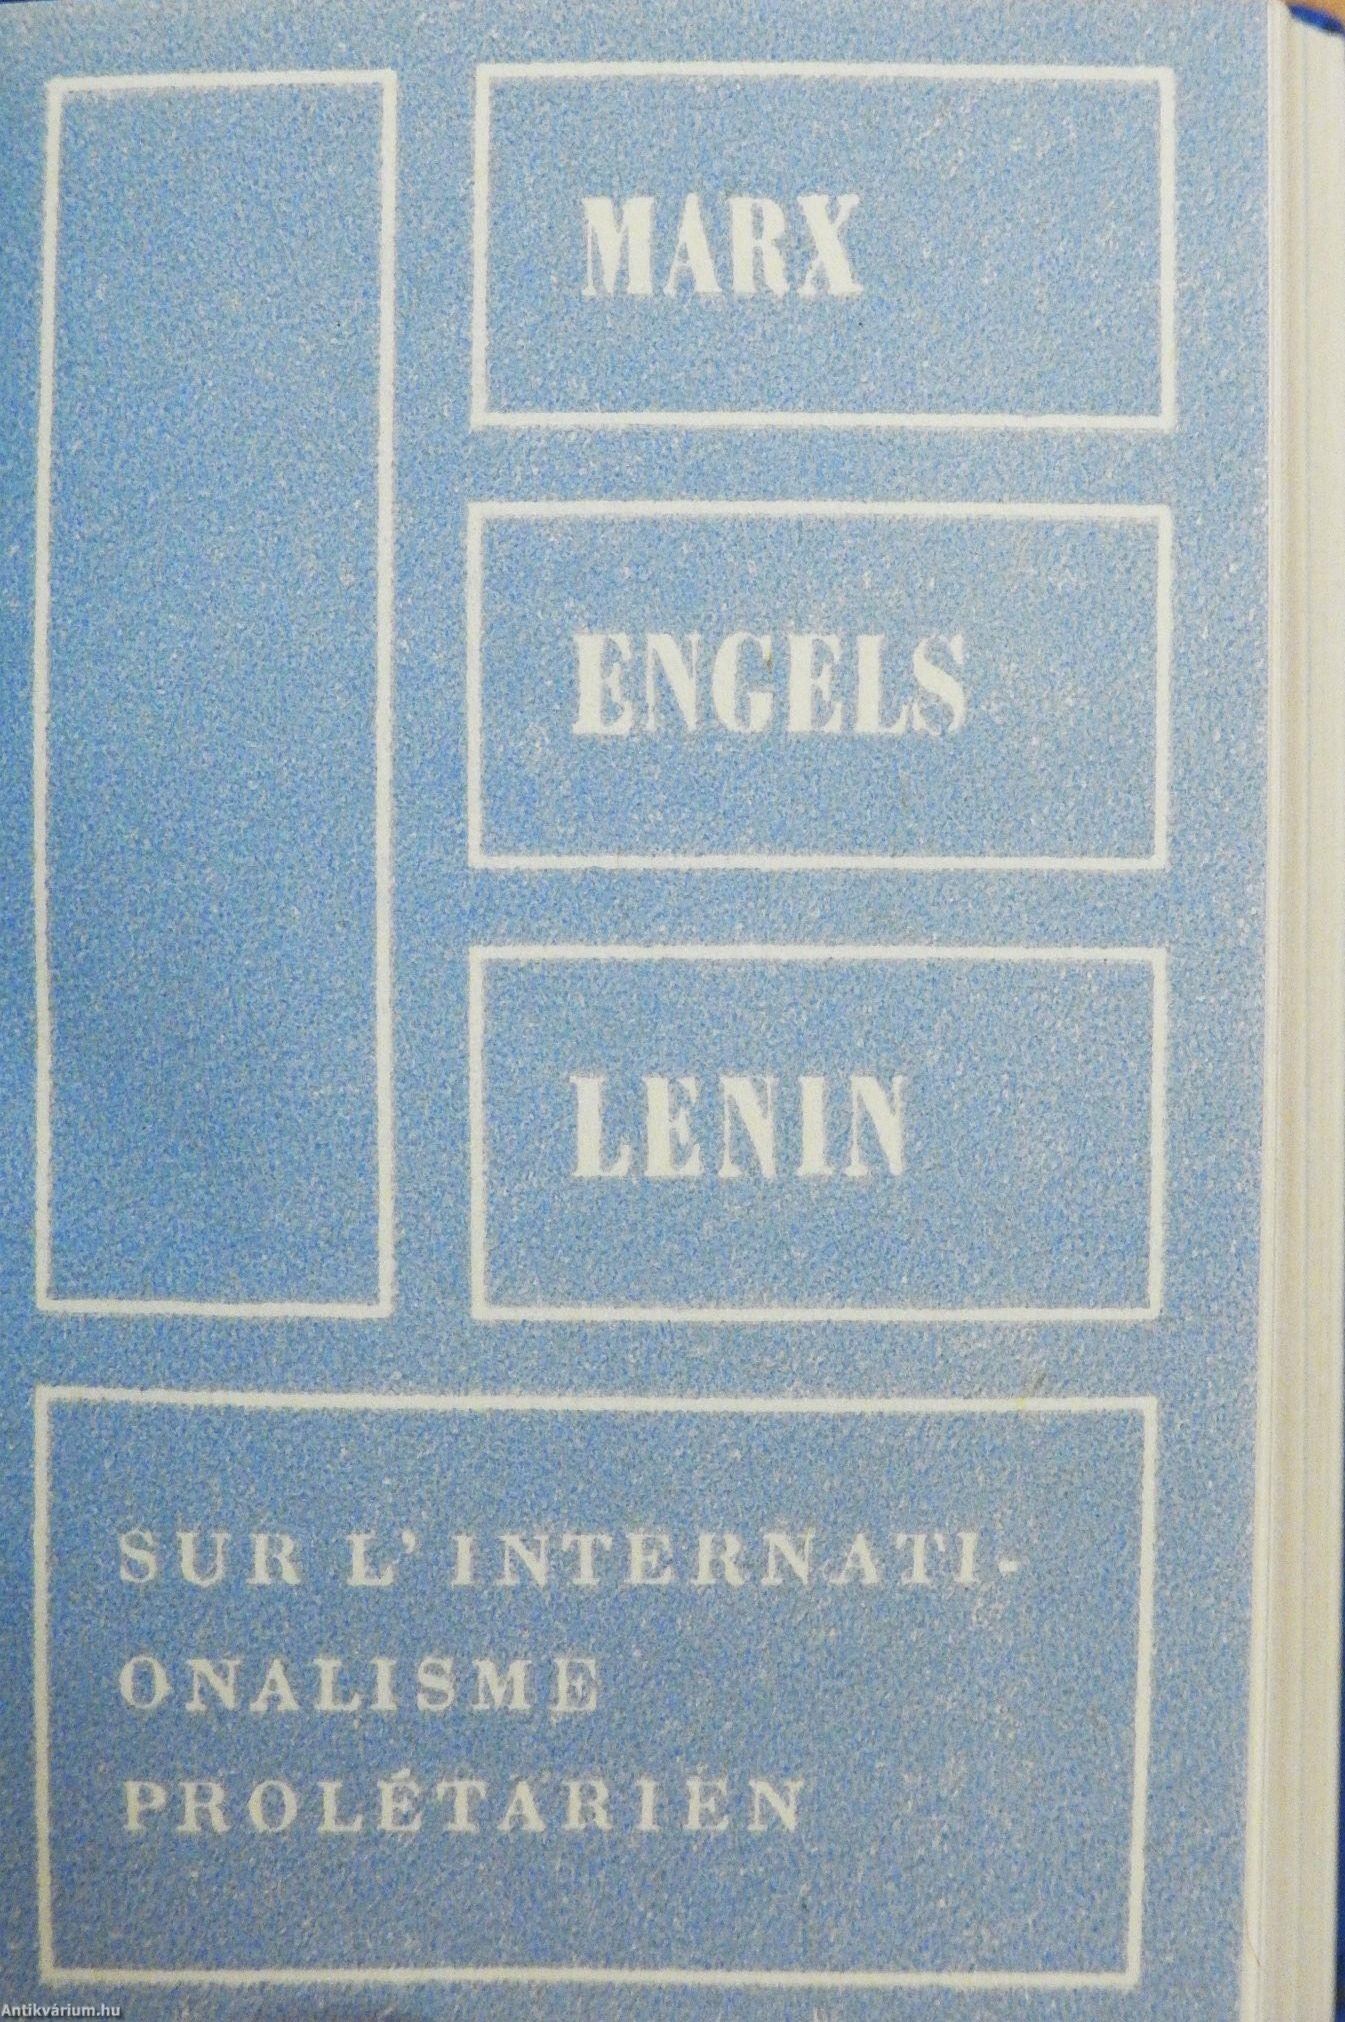 MARX
ENGELS
LENIN
SUR L'INTERNATI-
ONALISME
PROLÉTARIEN
Antikvárium.hu